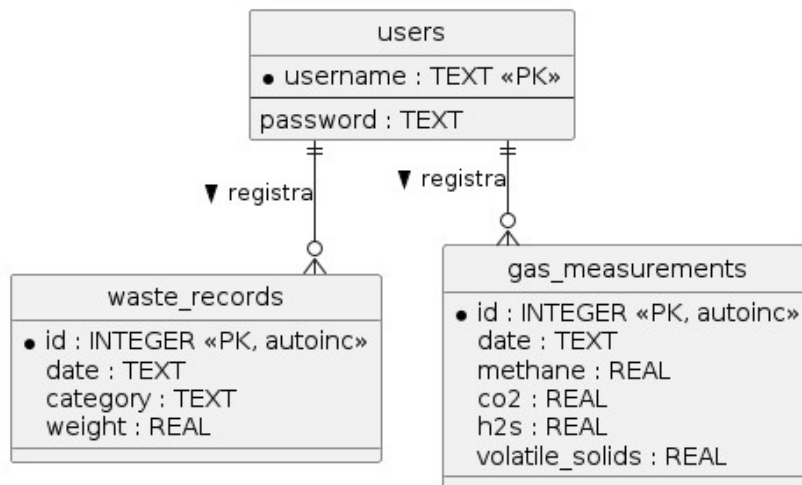 users
username : TEXT «PK»
password : TEXT
registra
registra
waste_records
id : INTEGER «PK, autoinc»
date : TEXT
category : TEXT
weight : REAL
gas_measurements
id : INTEGER «PK, autoinc»
date : TEXT
methane : REAL
co2 : REAL
h2s : REAL
volatile_solids : REAL